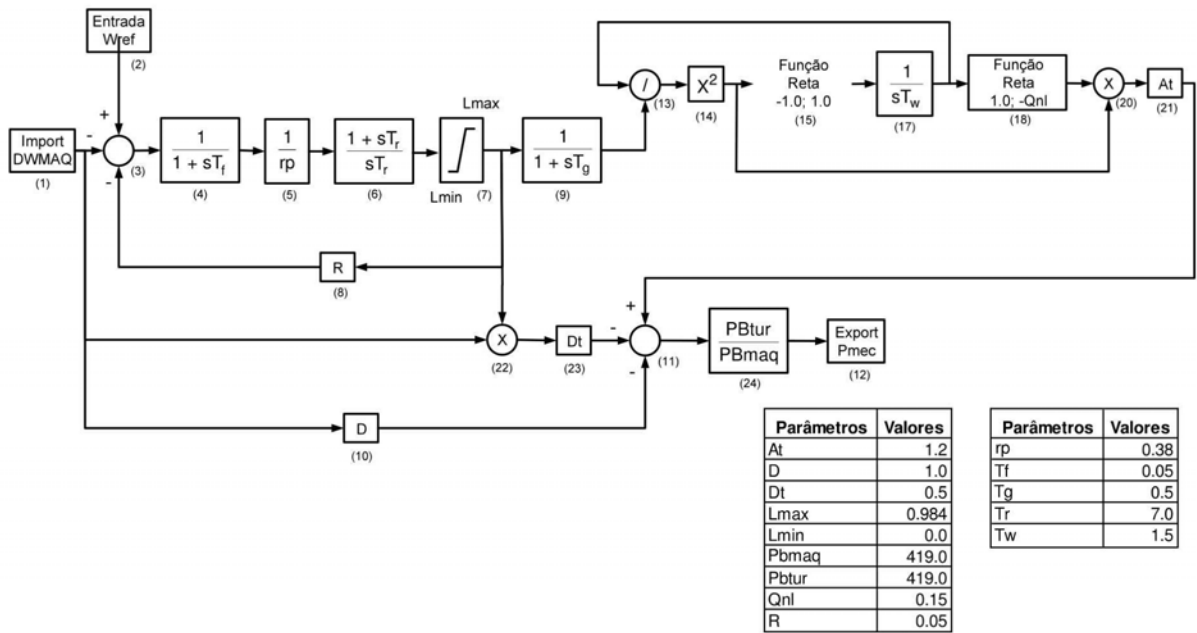 Entrada
Wref
(2)
Import
DWMAQ
(1)
+
-
-
(3)
1
1 + sTf
(4)
1
rp
(5)
1 + sTr
sTr
(6)
Lmax
Lmin
(7)
1
1 + sTg
(9)
/
(13)
X²
(14)
Função
Reta
-1.0; 1.0
(15)
1
sTw
(17)
Função
Reta
1.0; -Qnl
(18)
X
(20)
At
(21)
R
(8)
X
(22)
Dt
(23)
+
-
-
(11)
PBtur
PBmaq
(24)
Export
Pmec
(12)
D
(10)
Parâmetros Valores
At 1.2
D 1.0
Dt 0.5
Lmax 0.984
Lmin 0.0
Pbmaq 419.0
Pbtur 419.0
Qnl 0.15
R 0.05
Parâmetros Valores
rp 0.38
Tf 0.05
Tg 0.5
Tr 7.0
Tw 1.5